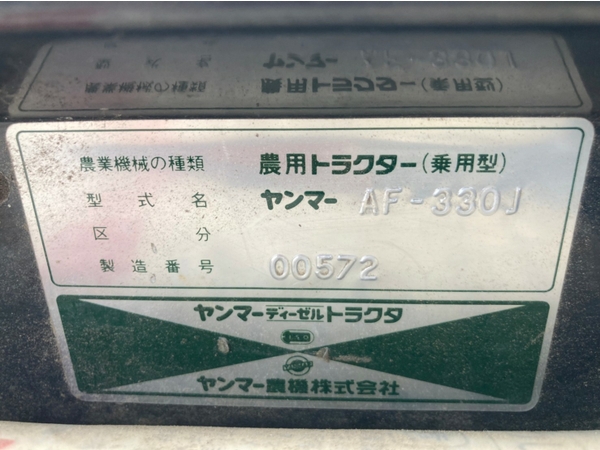 農業機械の種類 農用トラクター(乗用型)
型式名 ヤンマー AF-330J
区分
製造番号 00572
ヤンマーディーゼルトラクタ
ヤンマー農機株式会社